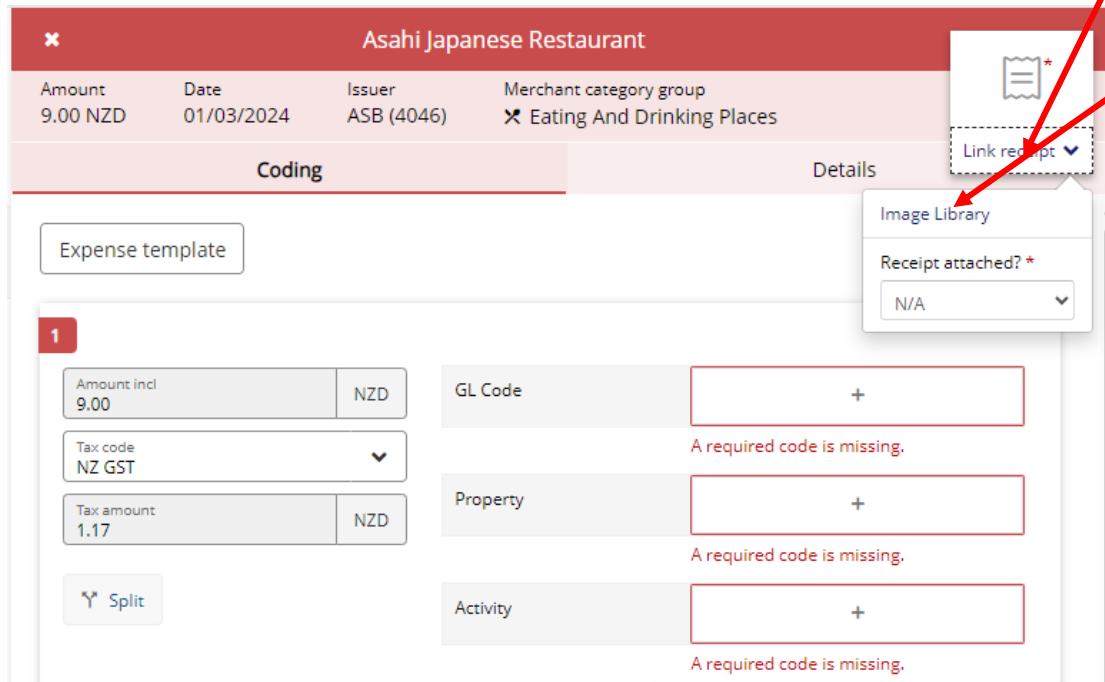 Asahi Japanese Restaurant
Amount
9.00 NZD
Date
01/03/2024
Issuer
ASB (4046)
Merchant category group
Eating And Drinking Places
*
Link receipt
Coding
Details
Image Library
Receipt attached? *
N/A
Expense template
1
Amount incl
9.00
NZD
Tax code
NZ GST
Tax amount
1.17
NZD
Split
GL Code
+
A required code is missing.
Property
+
A required code is missing.
Activity
+
A required code is missing.